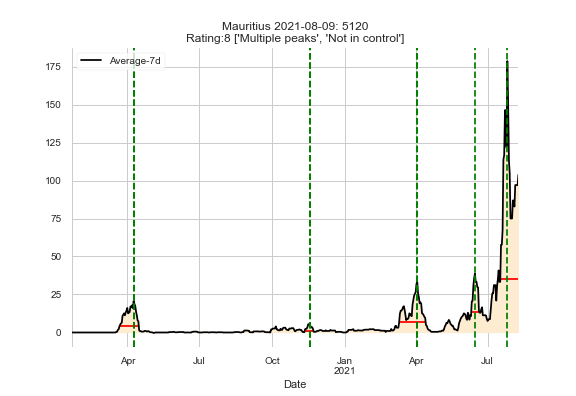 Mauritius 2021-08-09: 5120
Rating:8 ['Multiple peaks', 'Not in control']
Average-7d
175
150
125
100
75
50
25
0
Apr Jul Oct Jan Apr Jul
2021
Date